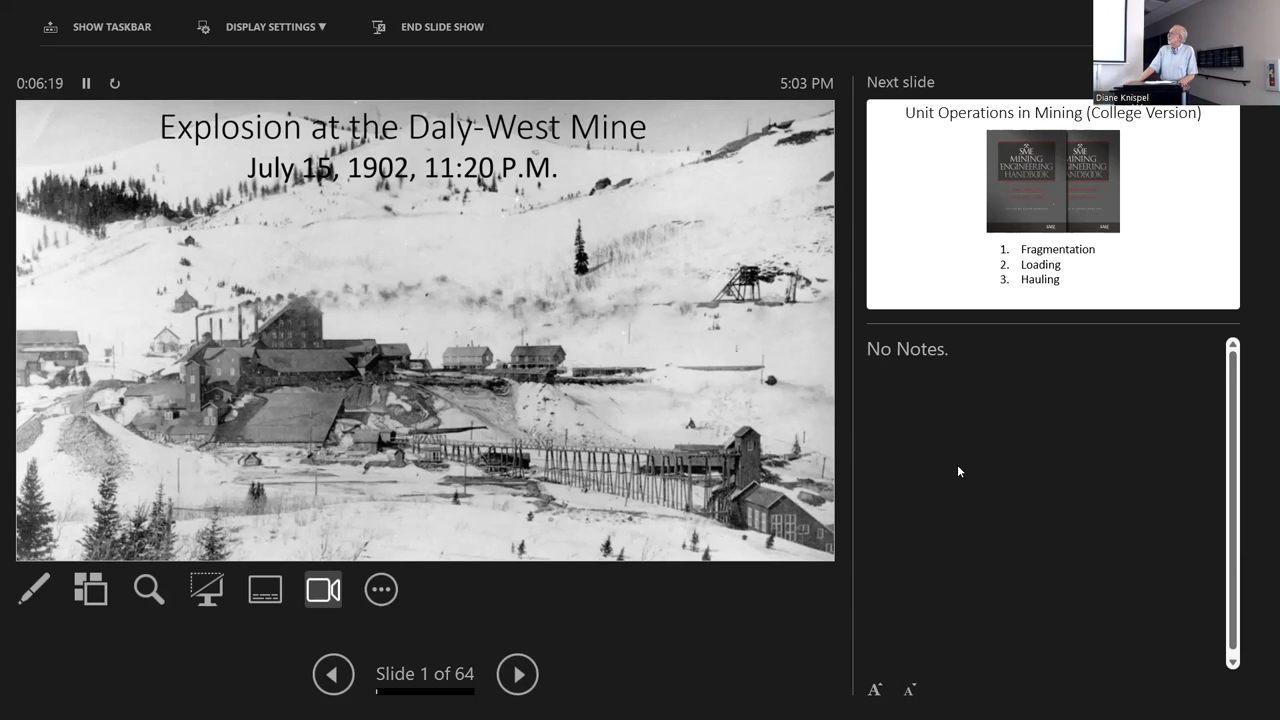 SHOW TASKBAR
DISPLAY SETTINGS ▼
END SLIDE SHOW
0:06:19
5:03 PM
Next slide
Diane Knispel
Explosion at the Daly-West Mine
July 15, 1902, 11:20 P.M.
Unit Operations in Mining (College Version)
SME
MINING
ENGINEERING
HANDBOOK
SME
MINING
ENGINEERING
HANDBOOK
1. Fragmentation
2. Loading
3. Hauling
No Notes.
Slide 1 of 64
A A